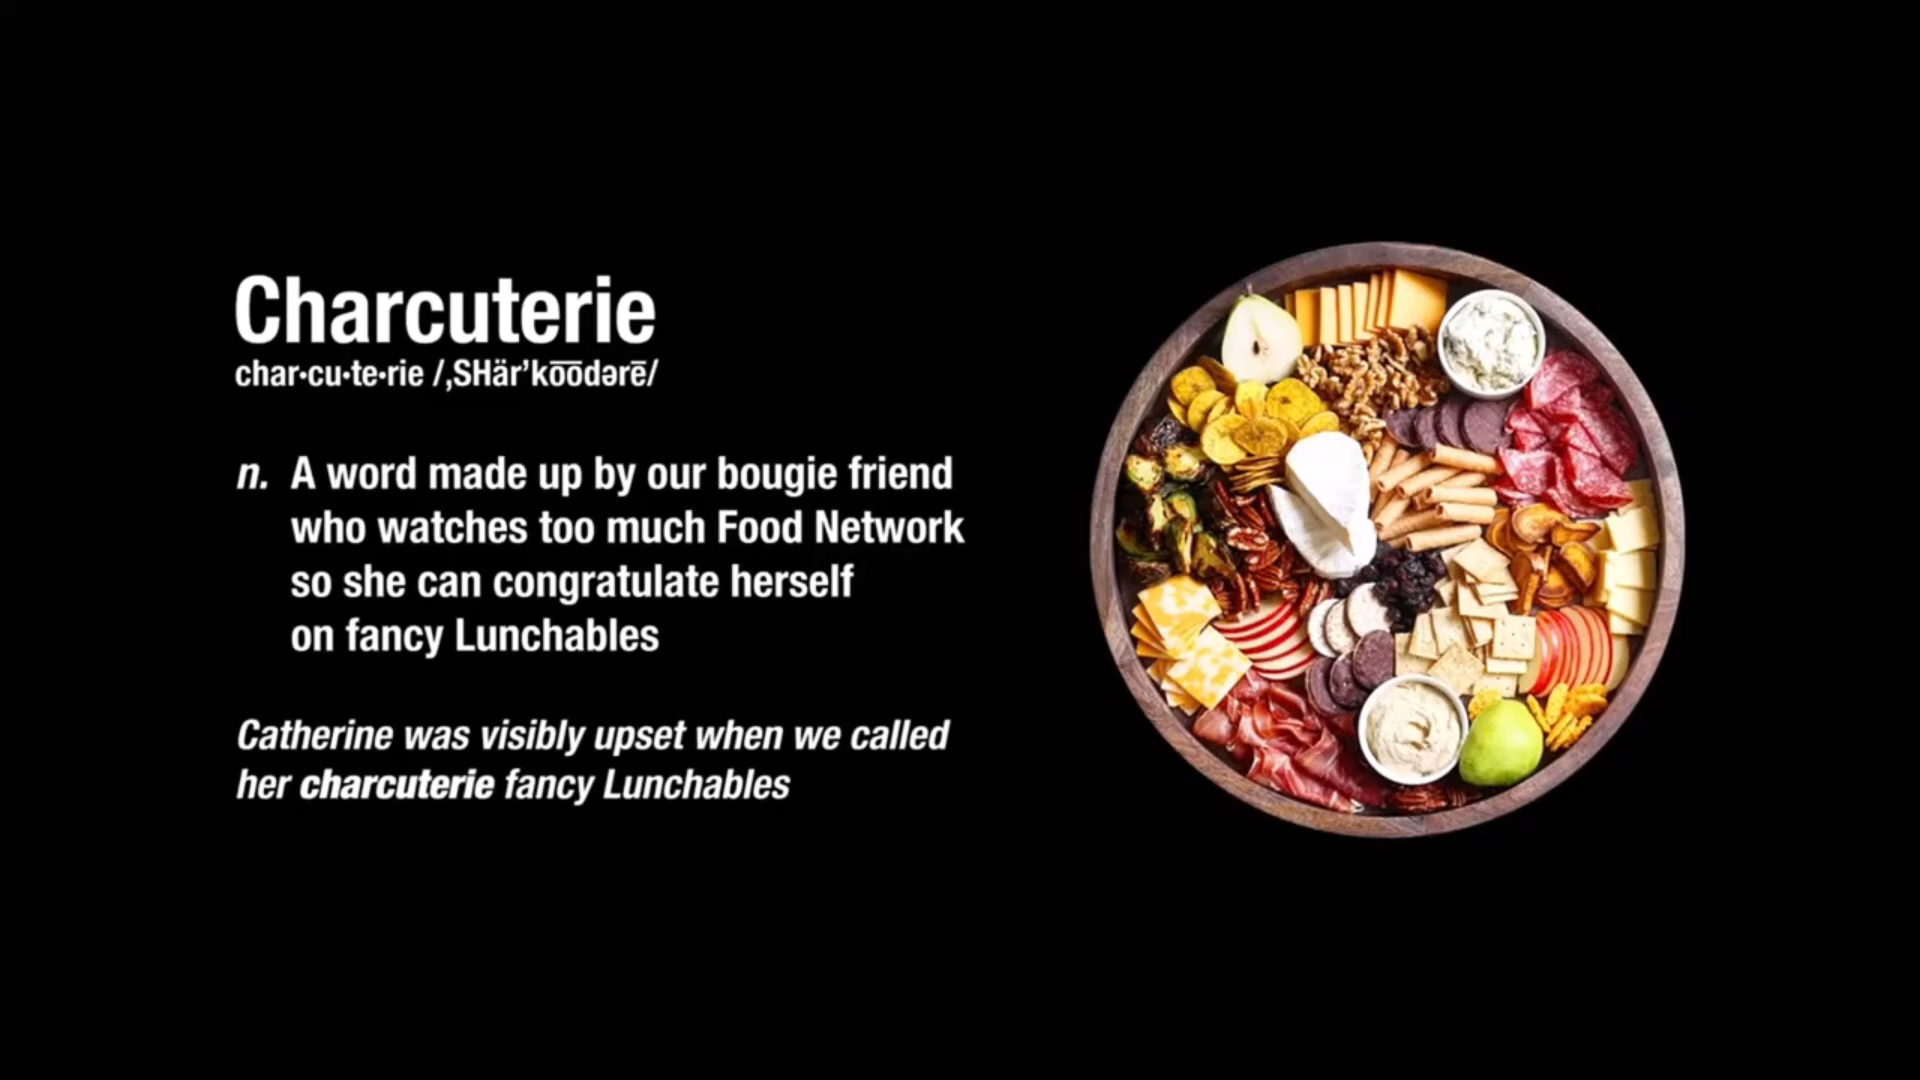 Charcuterie
char•cu•te•rie /,SHär’ko͞odərē/
n. A word made up by our bougie friend
who watches too much Food Network
so she can congratulate herself
on fancy Lunchables
Catherine was visibly upset when we called
her charcuterie fancy Lunchables